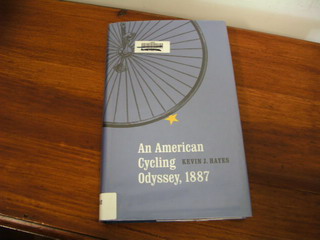 An American
Cycling KEVIN J. HAYES
Odyssey, 1887